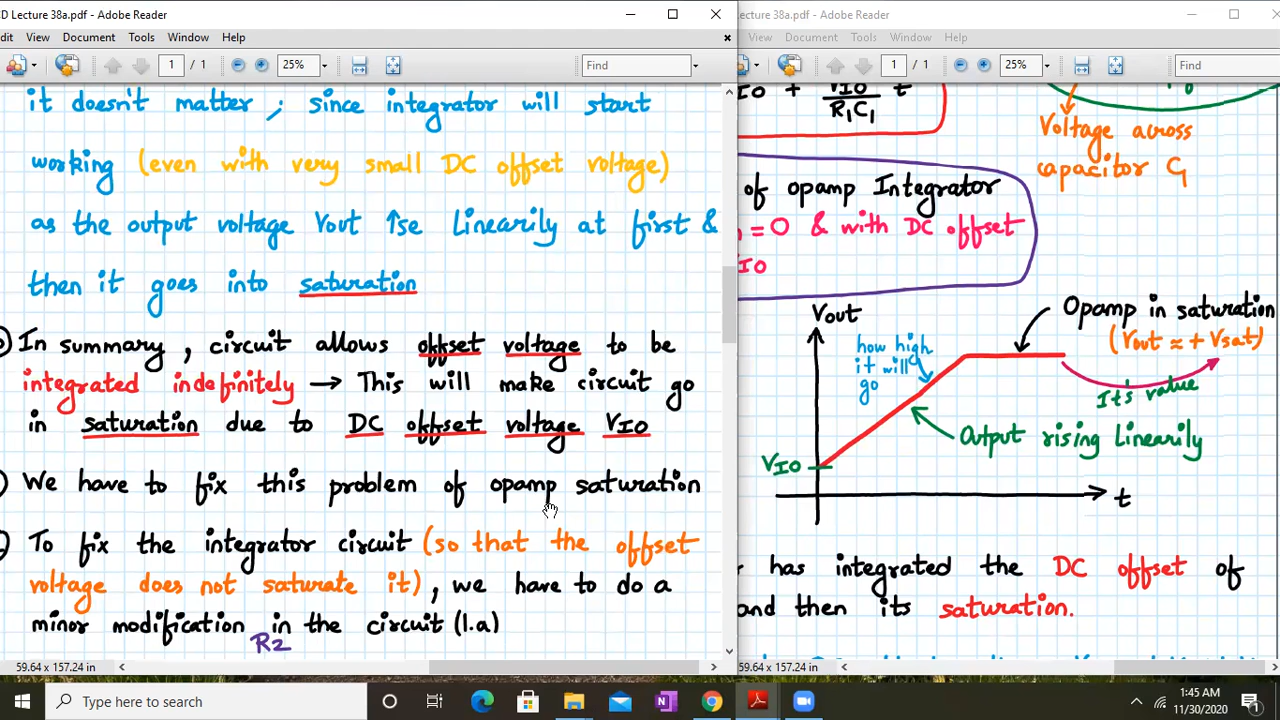 D Lecture 38a.pdf - Adobe Reader
dit View Document Tools Window Help
1 / 1 25% Find
it doesn't matter ; since integrator will start
working (even with very small DC offset voltage)
as the output voltage Vout ↑se Linearily at first &
then it goes into saturation
In summary, circuit allows offset voltage to be
integrated indefinitely → This will make circuit go
in saturation due to DC offset voltage VIO
We have to fix this problem of opamp saturation
To fix the integrator circuit (so that the offset
voltage does not saturate it), we have to do a
minor modification in the circuit (1.a)
R2
59.64 x 157.24 in
38a.pdf - Adobe Reader
View Document Tools Window Help
1 / 1 25% Find
IO + VIO/R1C1 t
Voltage across
capacitor C1
of opamp Integrator
= 0 & with DC offset
IO
Vout
Opamp in saturation
(Vout ≈ + Vsat)
how high
it will
go
It's value
Output rising Linearily
VIO
t
has integrated the DC offset of
and then its saturation.
59.64 x 157.24 in
Type here to search
1:45 AM
11/30/2020